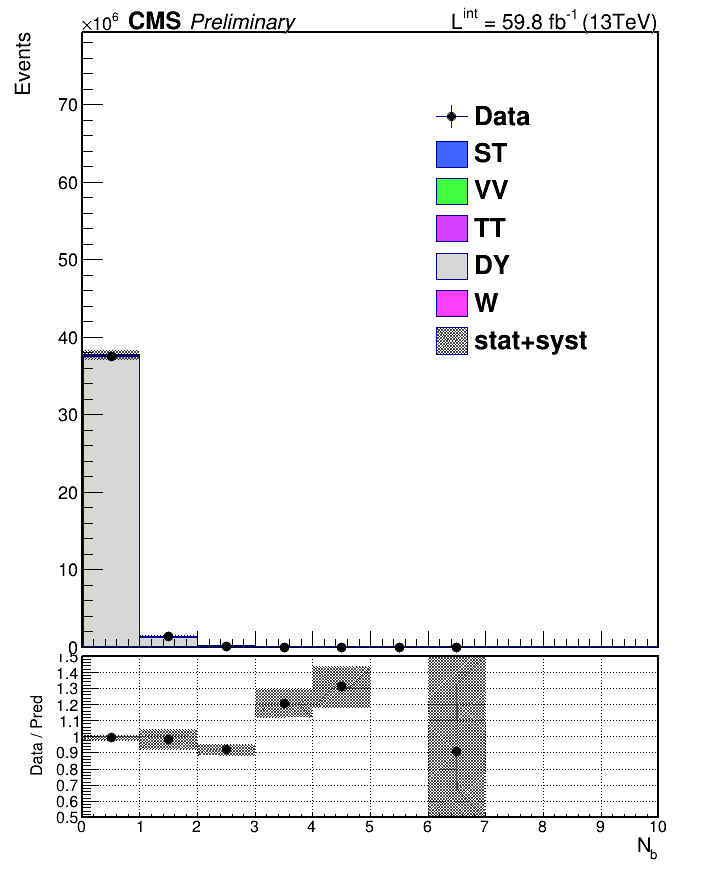 ×10⁶ CMS Preliminary Lⁱⁿᵗ = 59.8 fb⁻¹ (13TeV)
Events
70
60
50
40
30
20
10
0
Data
ST
VV
TT
DY
W
stat+syst
Data / Pred
1.5
1.4
1.3
1.2
1.1
1
0.9
0.8
0.7
0.6
0.5
0 1 2 3 4 5 6 7 8 9 10
N_b